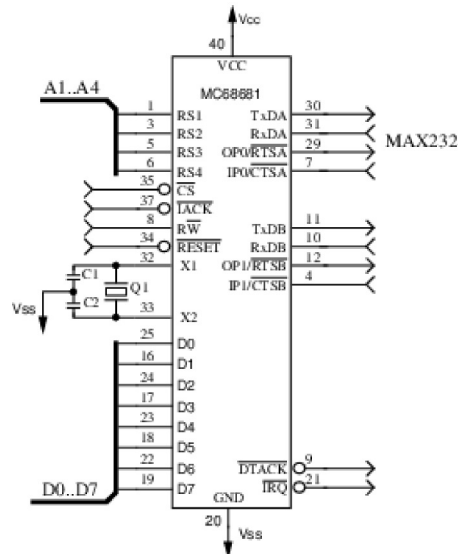 Vcc
40
VCC
A1..A4
MC68681
1 RS1 TxDA 30
3 RS2 RxDA 31
5 RS3 OP0/RTSA 29
6 RS4 IP0/CTSA 7
MAX232
35 CS
37 IACK
8 RW TxDB 11
34 RESET RxDB 10
32 X1 OP1/RTSB 12
C1
Q1
IP1/CTSB 4
C2
Vss
33 X2
25 D0
16 D1
24 D2
17 D3
23 D4
18 D5
22 D6 DTACK 9
19 D7 IRQ 21
D0..D7
GND
20
Vss